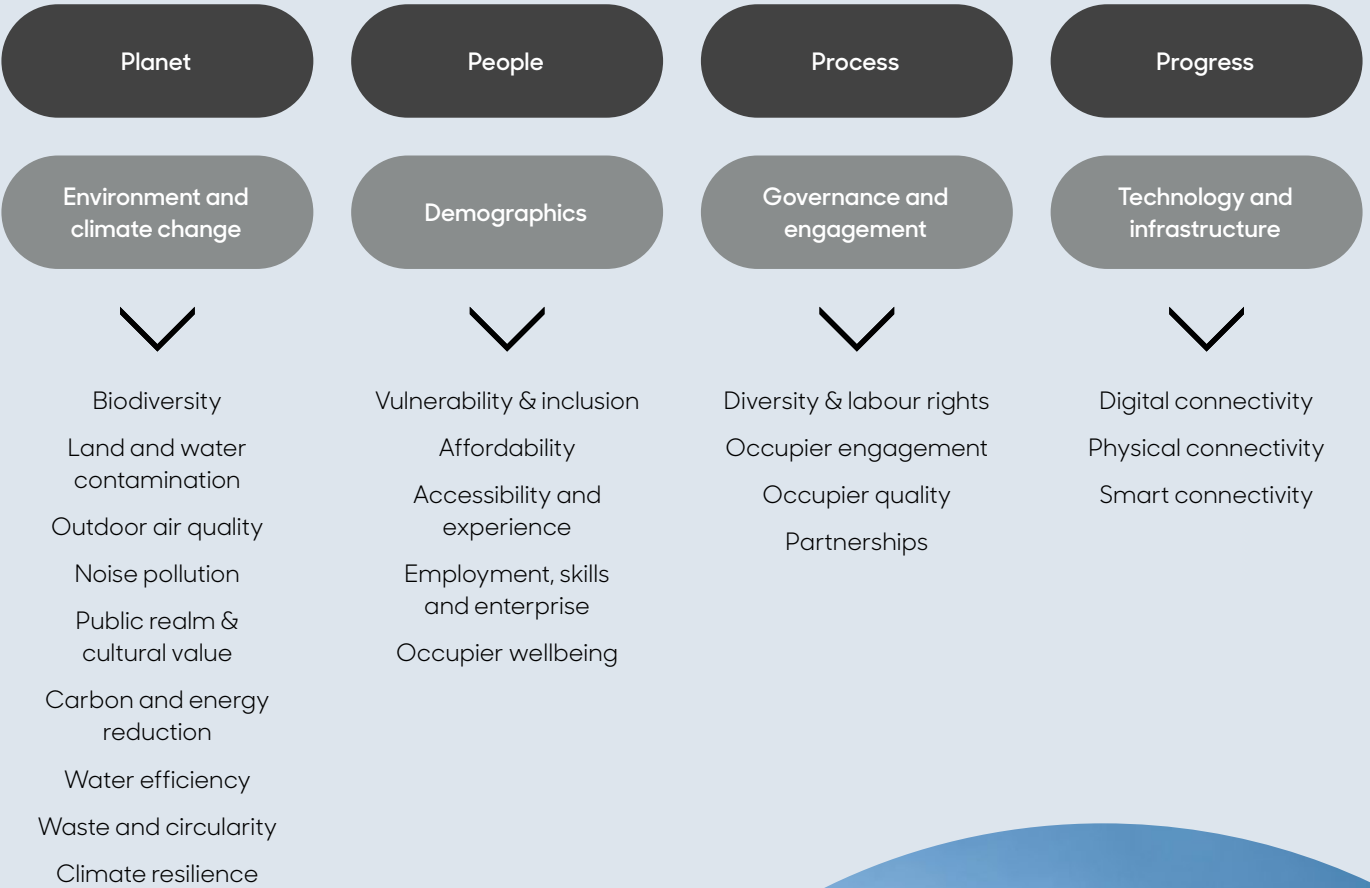 Planet
Environment and
climate change
Biodiversity
Land and water
contamination
Outdoor air quality
Noise pollution
Public realm &
cultural value
Carbon and energy
reduction
Water efficiency
Waste and circularity
Climate resilience
People
Demographics
Vulnerability & inclusion
Affordability
Accessibility and
experience
Employment, skills
and enterprise
Occupier wellbeing
Process
Governance and
engagement
Diversity & labour rights
Occupier engagement
Occupier quality
Partnerships
Progress
Technology and
infrastructure
Digital connectivity
Physical connectivity
Smart connectivity